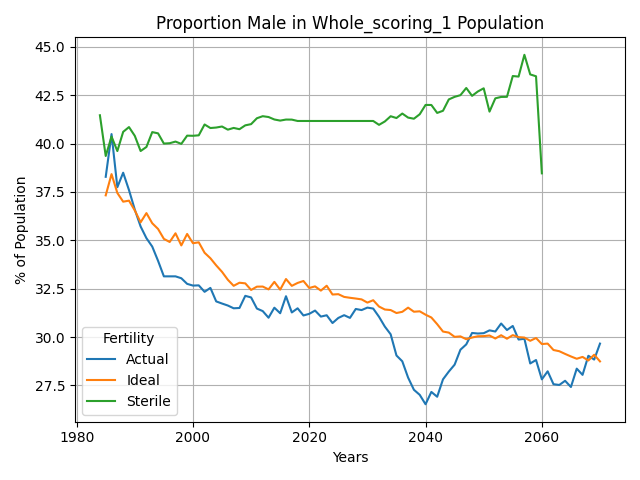 Proportion Male in Whole_scoring_1 Population
% of Population
45.0
42.5
40.0
37.5
35.0
32.5
30.0
27.5
Fertility
Actual
Ideal
Sterile
1980
2000
2020
2040
2060
Years